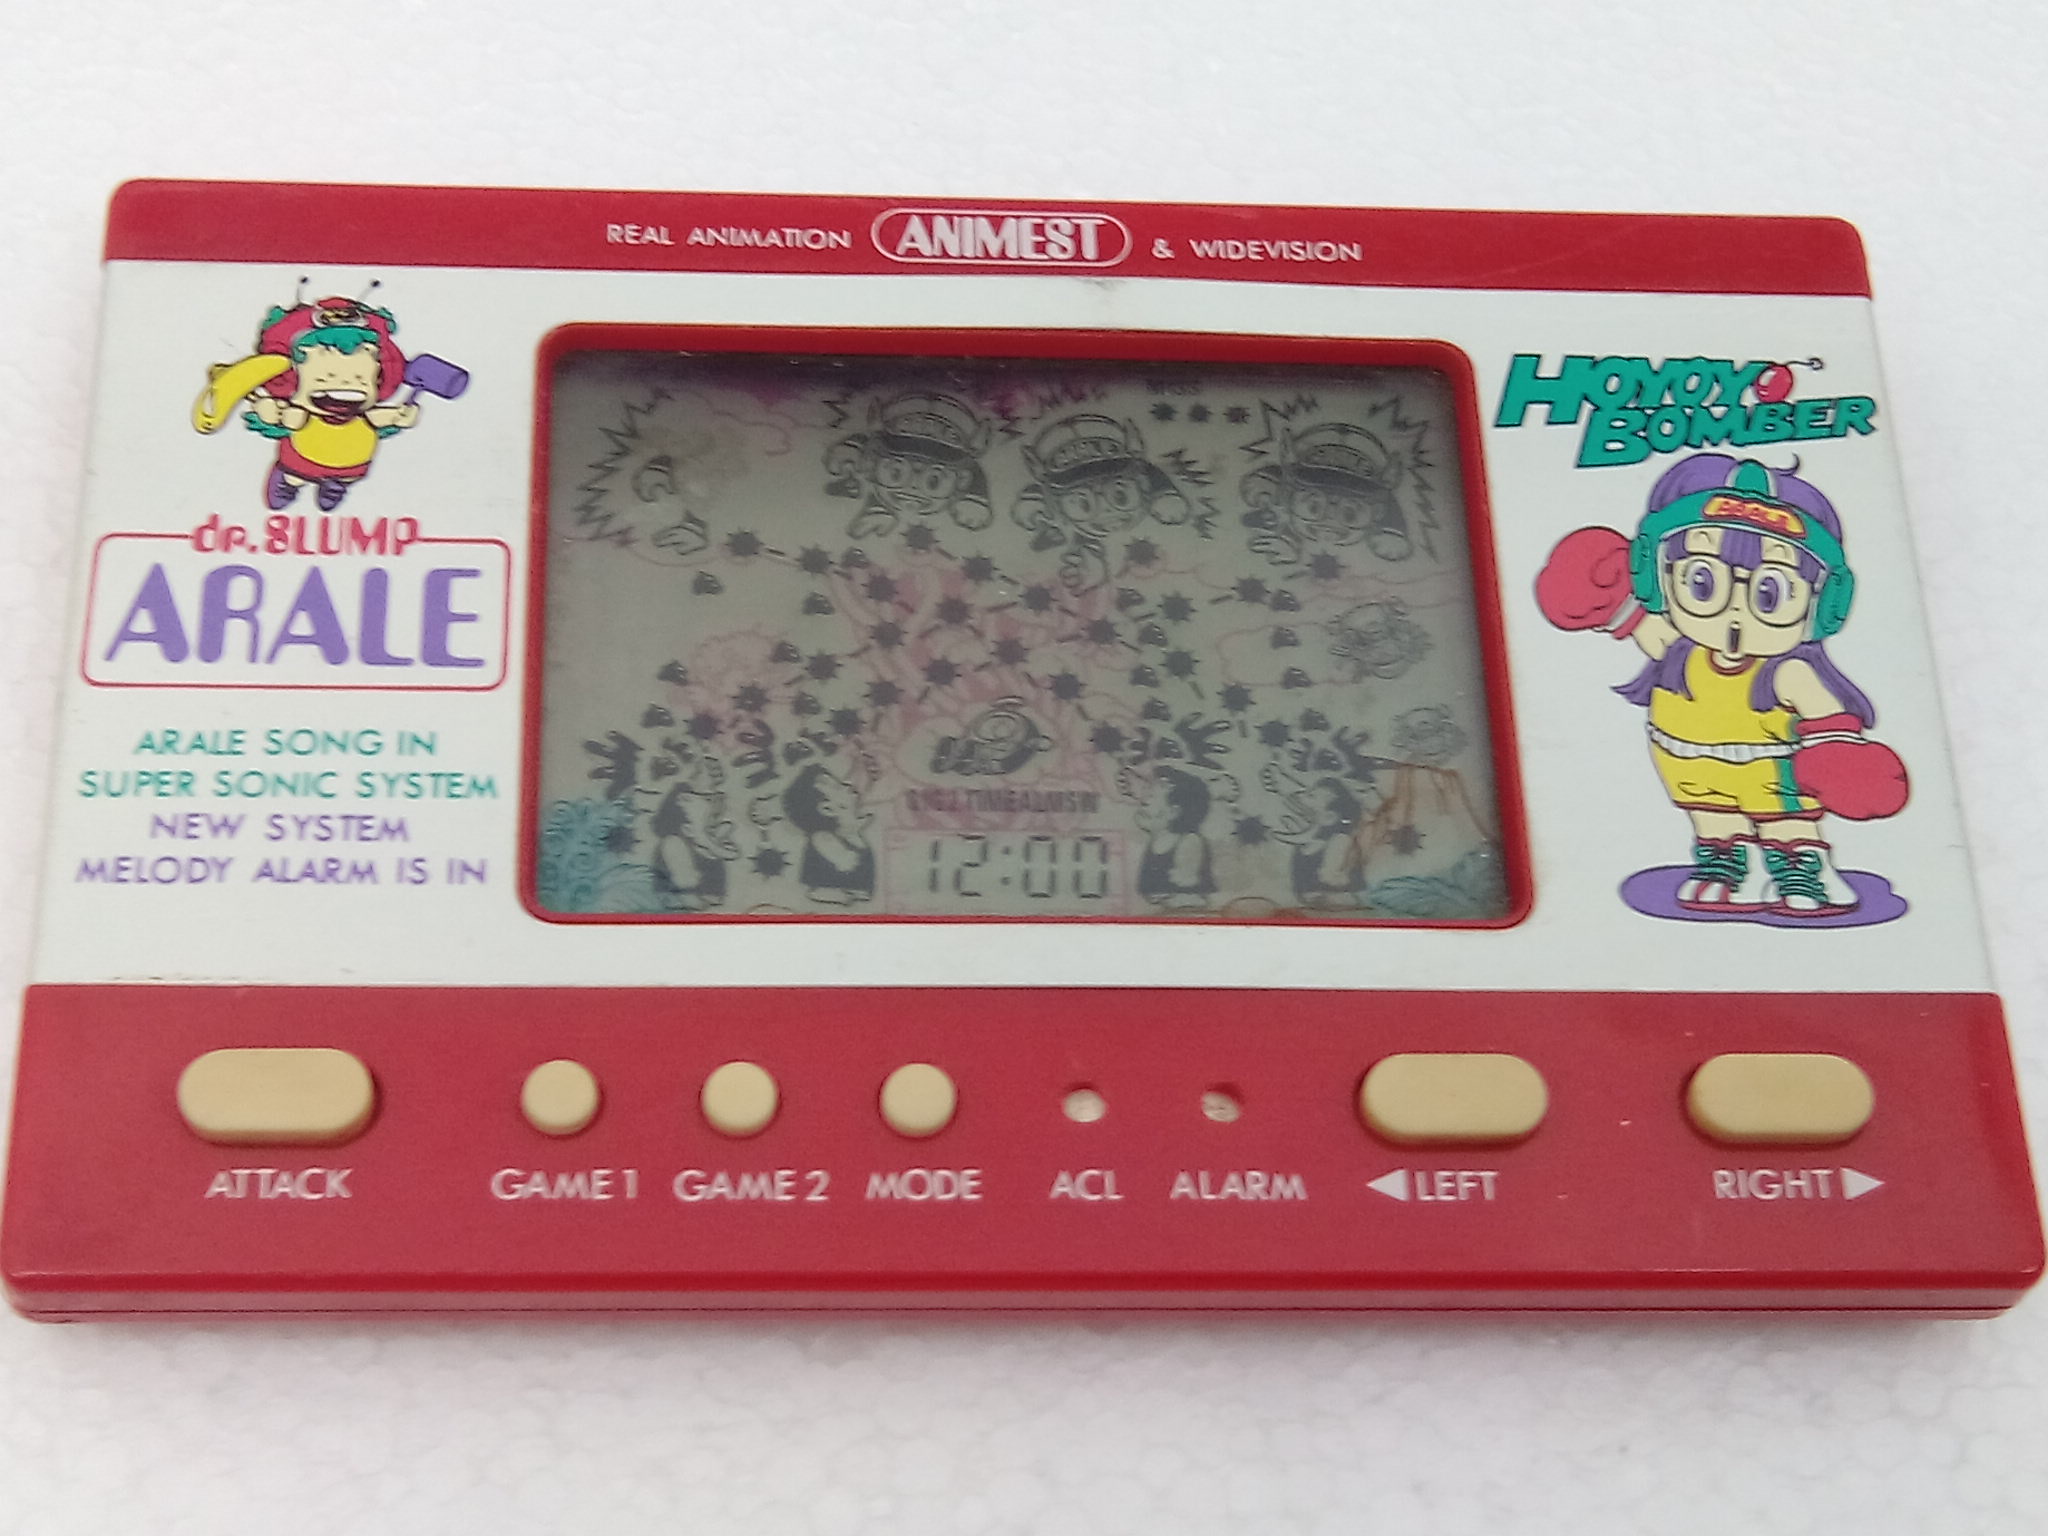 REAL ANIMATION ANIMEST & WIDEVISION
dr. SLUMP
ARALE
ARALE SONG IN
SUPER SONIC SYSTEM
NEW SYSTEM
MELODY ALARM IS IN
HOYOYO
BOMBER
12:00
ATTACK
GAME 1
GAME 2
MODE
ACL
ALARM
◀LEFT
RIGHT▶